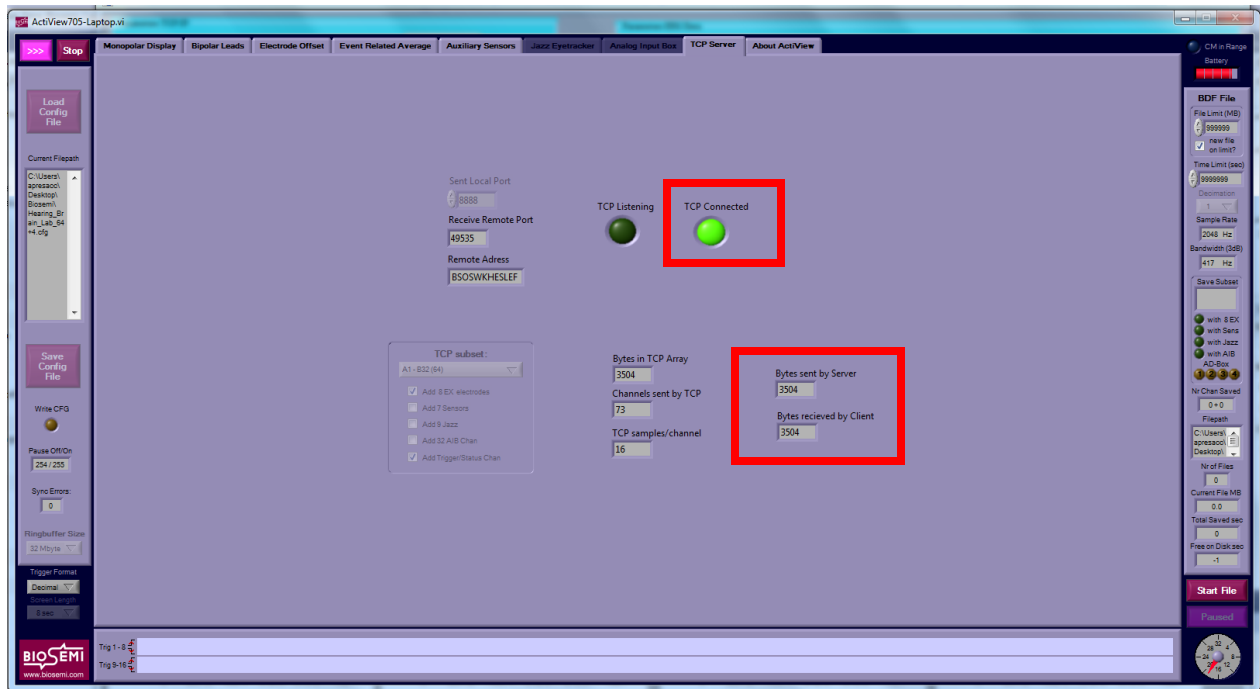 ActiView705-Laptop.vi
>>>
Stop
Monopolar Display
Bipolar Leads
Electrode Offset
Event Related Average
Auxiliary Sensors
Jazz Eyetracker
Analog Input Box
TCP Server
About ActiView
CM in Range
Battery
Load
Config
File
Current Filepath
C:\Users\
apresacc\
Desktop\
Biosemi\
Hearing_Br
ain_Lab_64
+4.cfg
Save
Config
File
Write CFG
Pause Off/On
254 / 255
Sync Errors:
0
Ringbuffer Size
32 Mbyte
Trigger Format
Decimal
Screen Length
8 sec
BIOSEMI
www.biosemi.com
Sent Local Port
8888
Receive Remote Port
49535
Remote Adress
BSOSWKHESLEF
TCP Listening
TCP Connected
TCP subset:
A1 - B32 (64)
Add 8 EX electrodes
Add 7 Sensors
Add 9 Jazz
Add 32 AIB Chan
Add Trigger/Status Chan
Bytes in TCP Array
3504
Channels sent by TCP
73
TCP samples/channel
16
Bytes sent by Server
3504
Bytes recieved by Client
3504
Trig 1 - 8
Trig 9-16
BDF File
File Limit (MB)
999999
new file
on limit?
Time Limit (sec)
9999999
Decimation
1
Sample Rate
2048 Hz
Bandwidth (3dB)
417 Hz
Save Subset
with 8 EX
with Sens
with Jazz
with AIB
AD-Box
1 2 3 4
Nr Chan Saved
0 + 0
Filepath
C:\Users\
apresacc\
Desktop\
Nr of Files
0
Current File MB
0.0
Total Saved sec
0
Free on Disk sec
-1
Start File
Paused
32
28 4
24 8
12
16